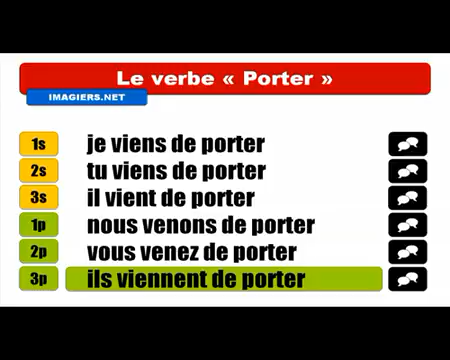 Le verbe « Porter »
IMAGIERS.NET
1s je viens de porter
2s tu viens de porter
3s il vient de porter
1p nous venons de porter
2p vous venez de porter
3p ils viennent de porter